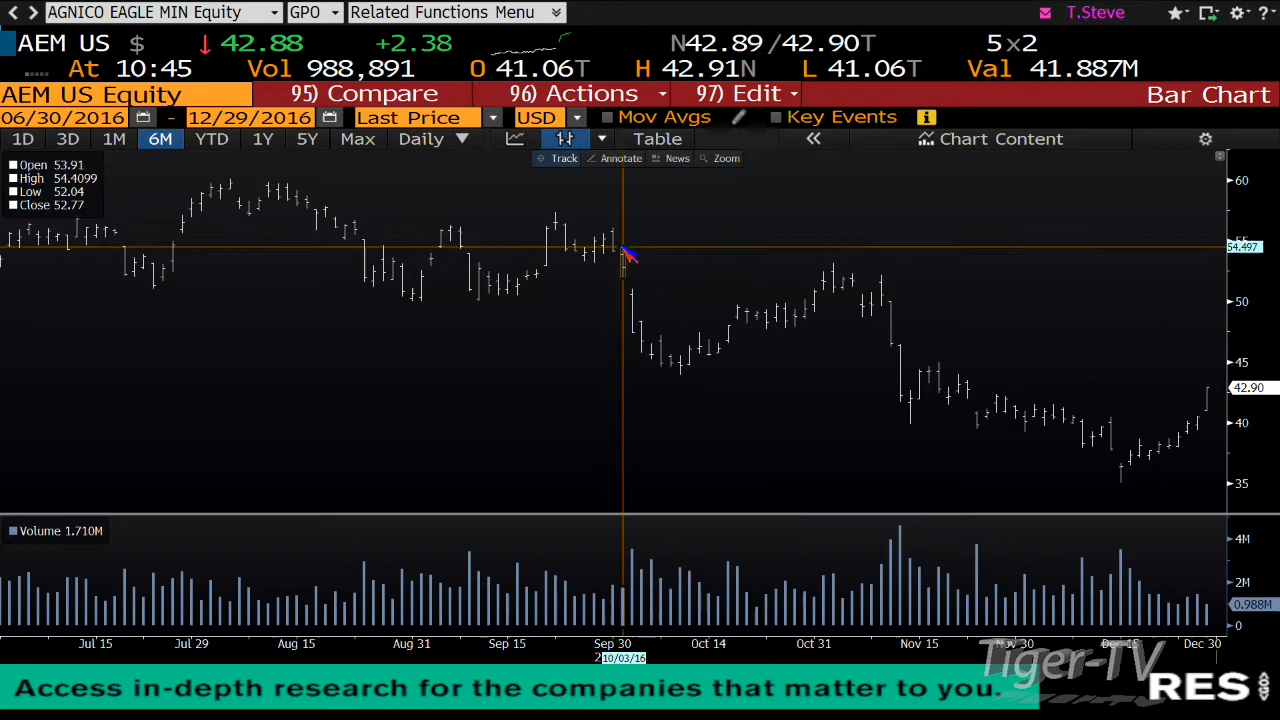 AGNICO EAGLE MIN Equity GPO Related Functions Menu T.Steve ?
AEM US $ 42.88 +2.38 N42.89 /42.90T 5 x2
At 10:45 Vol 988,891 O 41.06T H 42.91N L 41.06T Val 41.887M
AEM US Equity 95) Compare 96) Actions 97) Edit Bar Chart
06/30/2016 - 12/29/2016 Last Price USD Mov Avgs Key Events i
1D 3D 1M 6M YTD 1Y 5Y Max Daily Table Chart Content
Track Annotate News Zoom
Open 53.91
High 54.4099
Low 52.04
Close 52.77
60
54.497
50
45
42.90
40
35
Volume 1.710M
4M
2M
0.988M
0
Jul 15 Jul 29 Aug 15 Aug 31 Sep 15 Sep 30 Oct 14 Oct 31 Nov 15 Nov 30 Dec 15 Dec 30
10/03/16
Tiger-TV
Access in-depth research for the companies that matter to you. RES